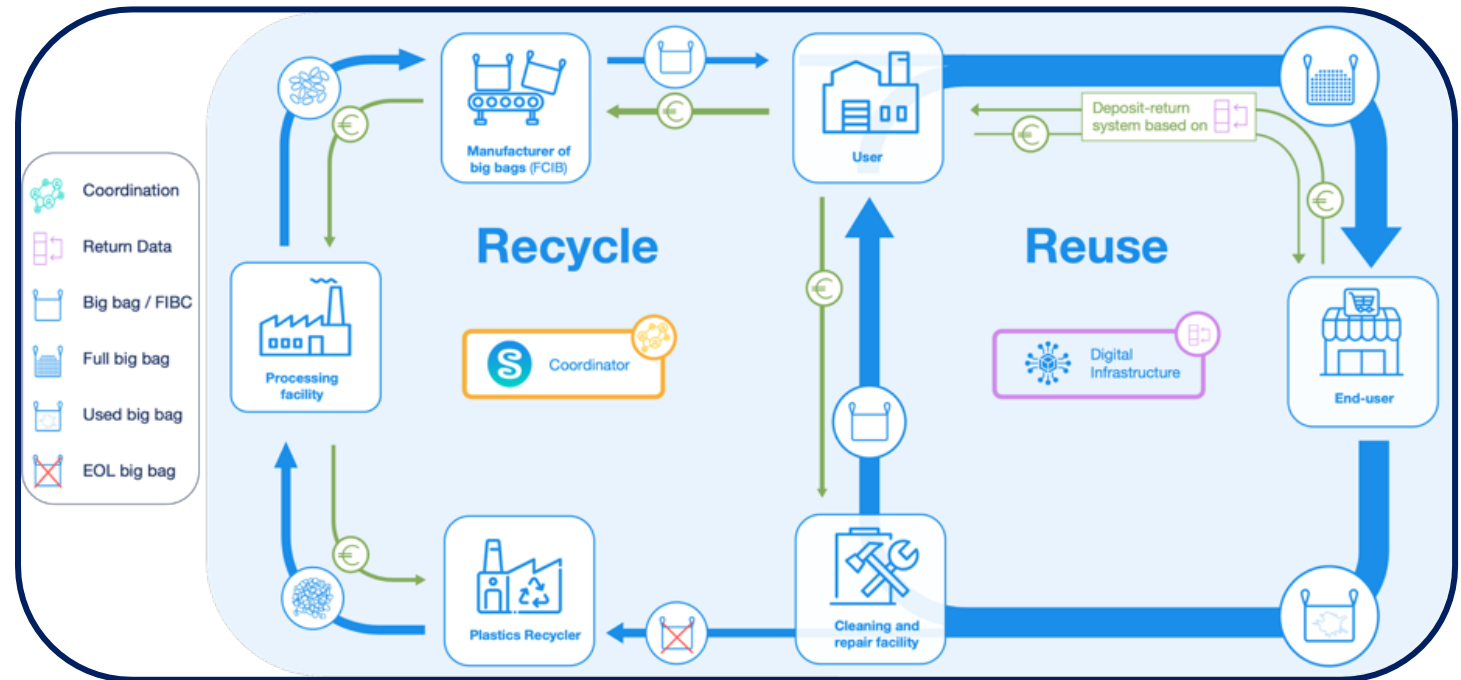 Coordination
Return Data
Big bag / FIBC
Full big bag
Used big bag
EOL big bag
Manufacturer of
big bags (FCIB)
User
Deposit-return
system based on
Recycle
Reuse
Processing
facility
Coordinator
Digital
Infrastructure
End-user
Plastics Recycler
Cleaning and
repair facility
€
€
€
€
€
€
€